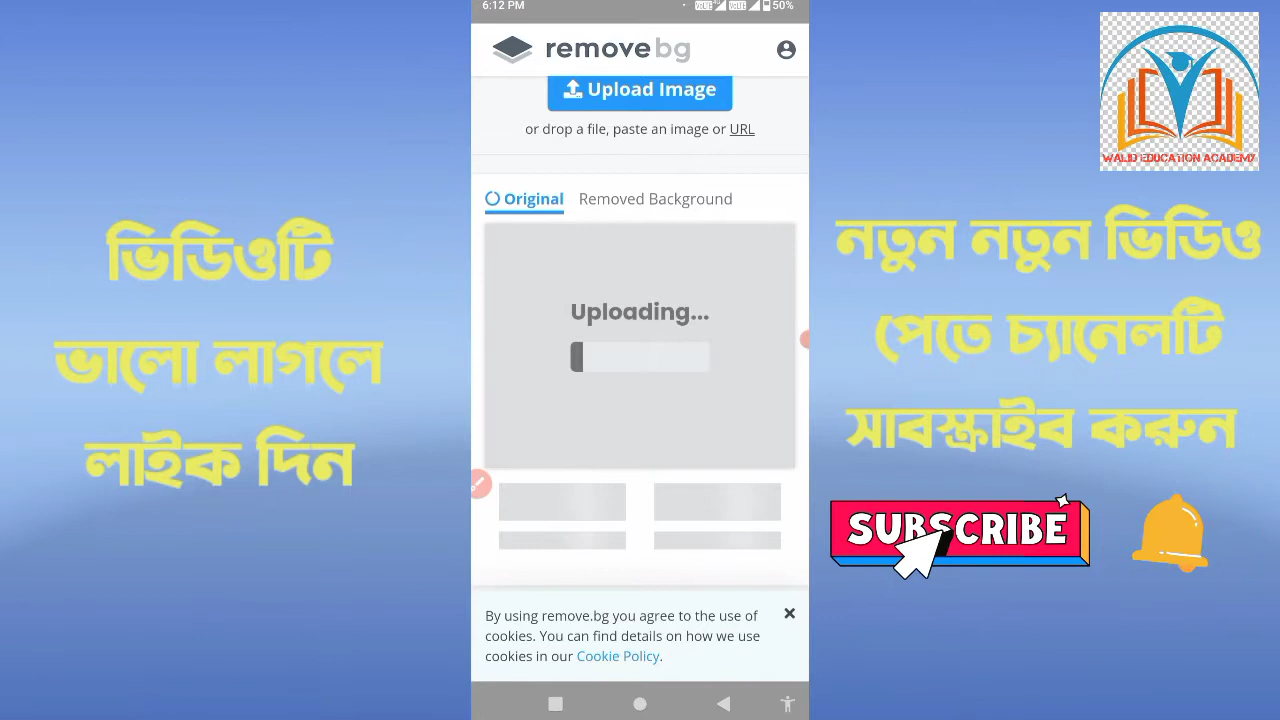 6:12 PM
50%
removebg
Upload Image
or drop a file, paste an image or URL
Original Removed Background
Uploading...
By using remove.bg you agree to the use of
cookies. You can find details on how we use
cookies in our Cookie Policy.
ভিডিওটি
ভালো লাগলে
লাইক দিন
WALID EDUCATION ACADEMY
নতুন নতুন ভিডিও
পেতে চ্যানেলটি
সাবস্ক্রাইব করুন
SUBSCRIBE